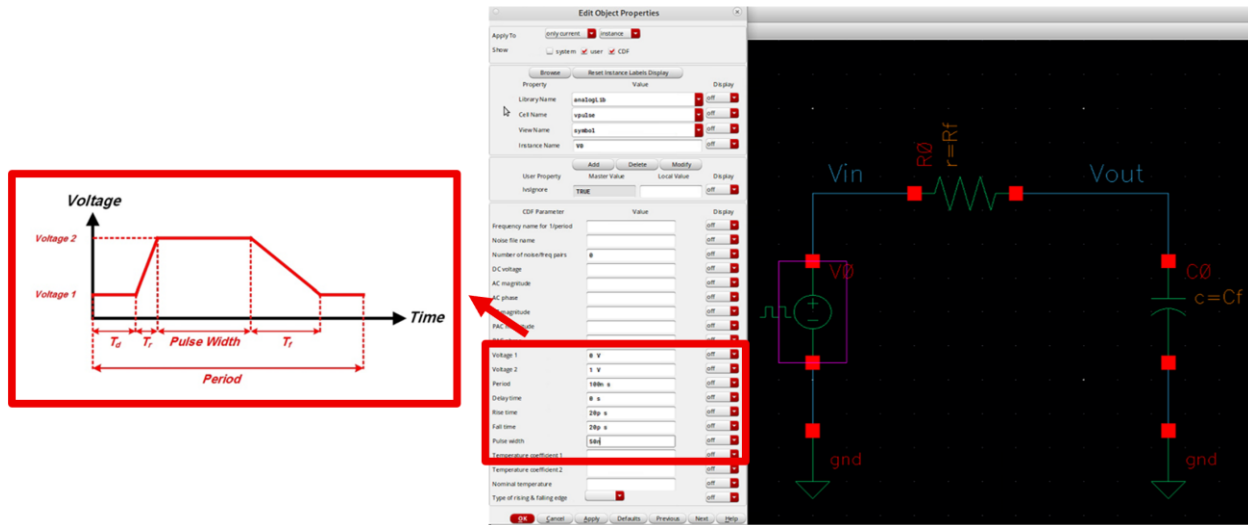 Voltage
Voltage 2
Voltage 1
Time
Td
Tr
Pulse Width
Tf
Period
Edit Object Properties
Apply To only current instance
Show system user CDF
Browse Reset Instance Labels Display
Property Value Display
Library Name analogLib off
Cell Name vpulse off
View Name symbol off
Instance Name V0 off
Add Delete Modify
User Property Master Value Local Value Display
lvsIgnore TRUE off
CDF Parameter Value Display
Frequency name for 1/period off
Noise file name off
Number of noise/freq pairs 0 off
DC voltage off
AC magnitude off
AC phase off
magnitude off
PAC off
off
Voltage 1 0 V off
Voltage 2 1 V off
Period 100n s off
Delay time 0 s off
Rise time 20p s off
Fall time 20p s off
Pulse width 50n off
Temperature coefficient 1 off
Temperature coefficient 2 off
Nominal temperature off
Type of rising & falling edge off
OK Cancel Apply Defaults Previous Next Help
Vin
R0
r=Rf
Vout
V0
C0
c=Cf
gnd
gnd